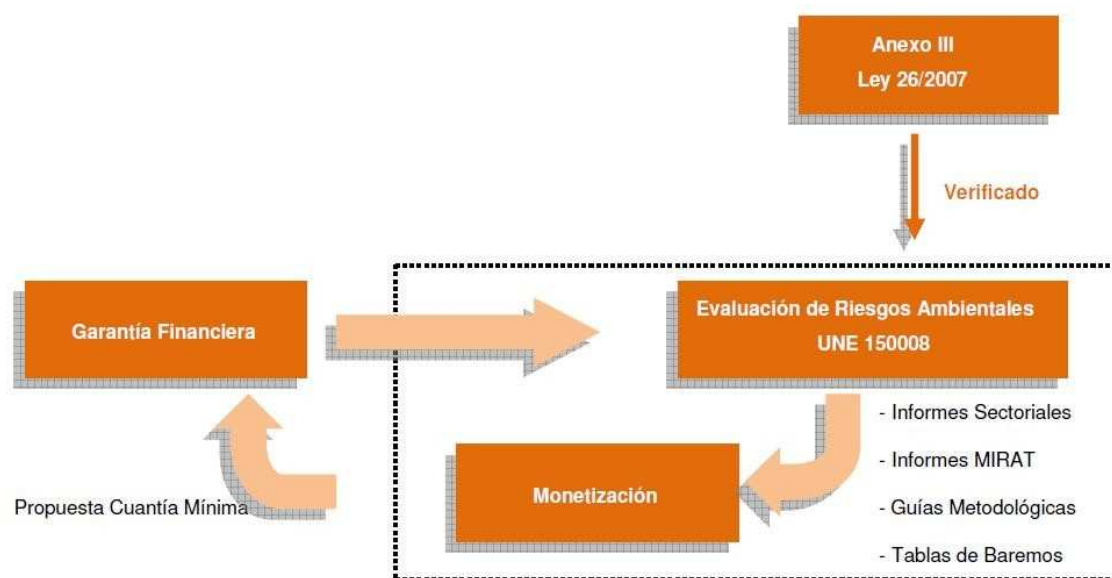 Anexo III
Ley 26/2007
Verificado
Garantía Financiera
Evaluación de Riesgos Ambientales
UNE 150008
- Informes Sectoriales
- Informes MIRAT
- Guías Metodológicas
- Tablas de Baremos
Monetización
Propuesta Cuantía Mínima